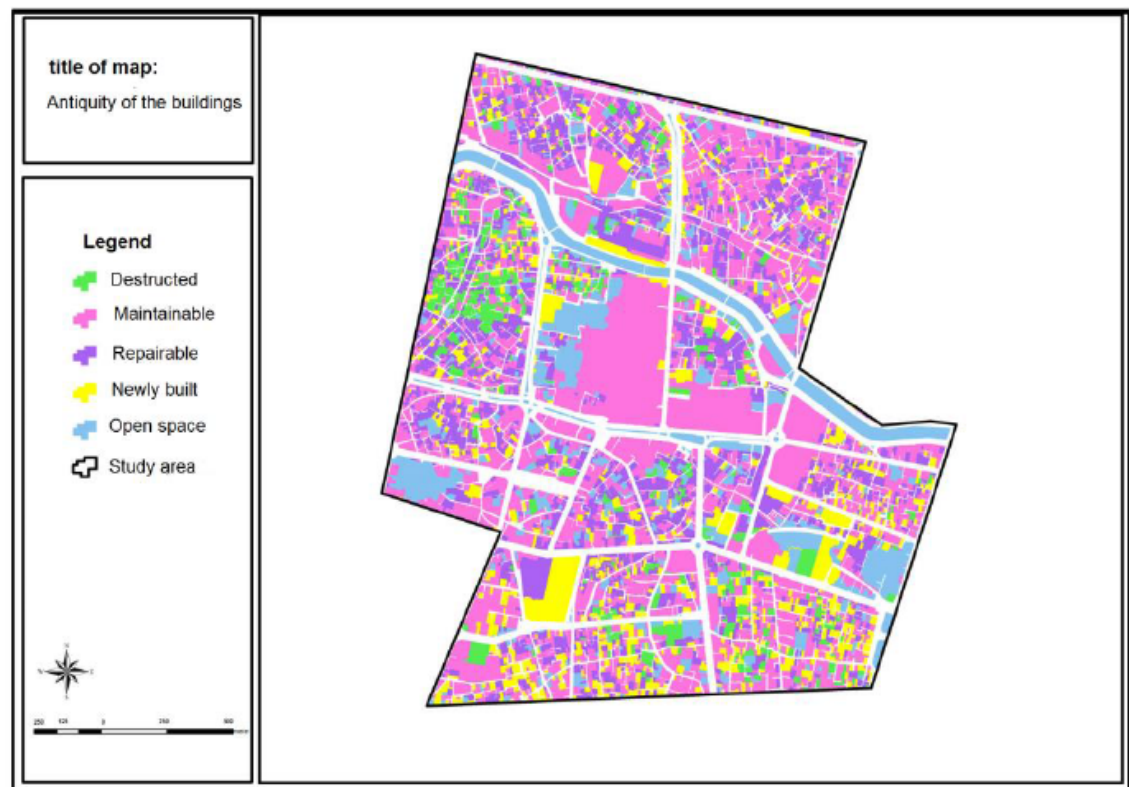 title of map:
Antiquity of the buildings
Legend
Destructed
Maintainable
Repairable
Newly built
Open space
Study area